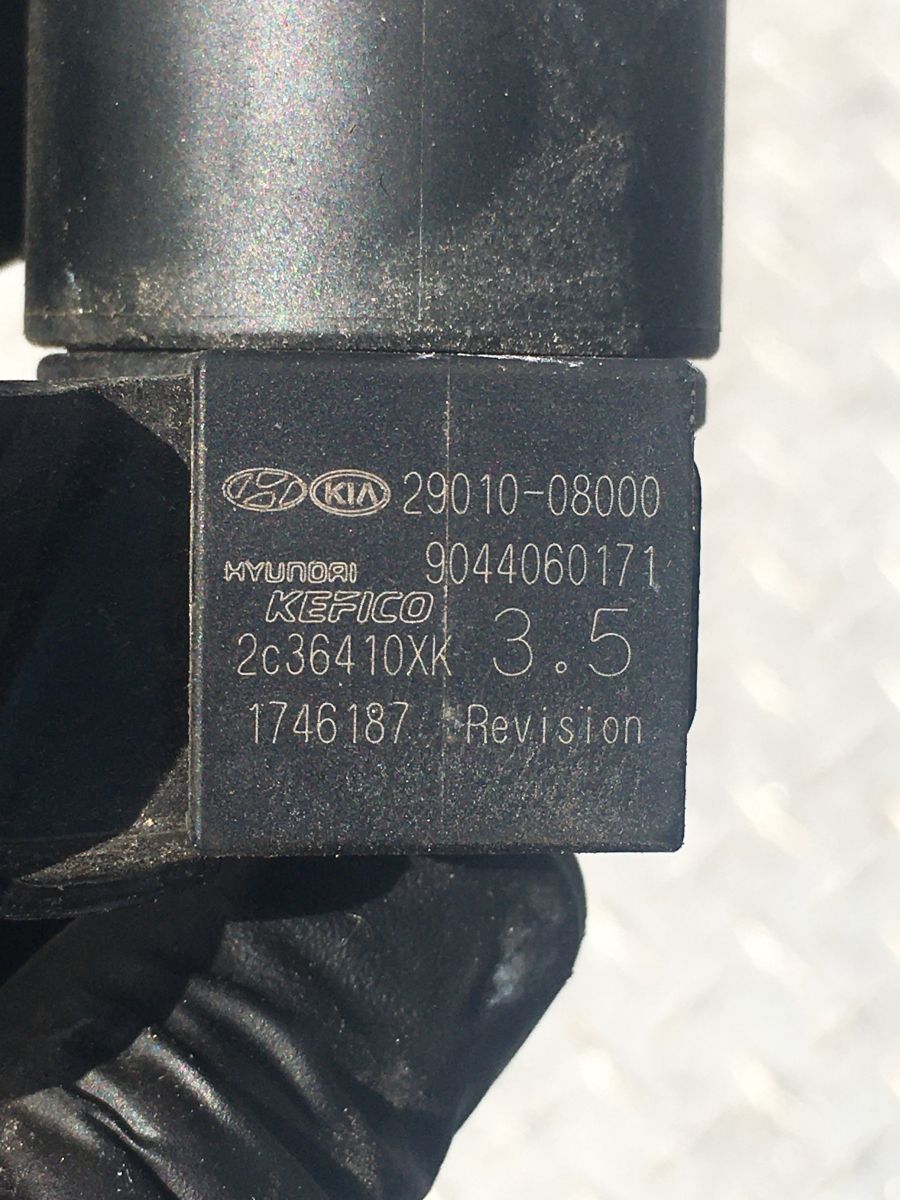 KIA 29010-08000
9044060171
HYUNDAI
KEFICO
2c36410XK 3.5
1746187 Revision